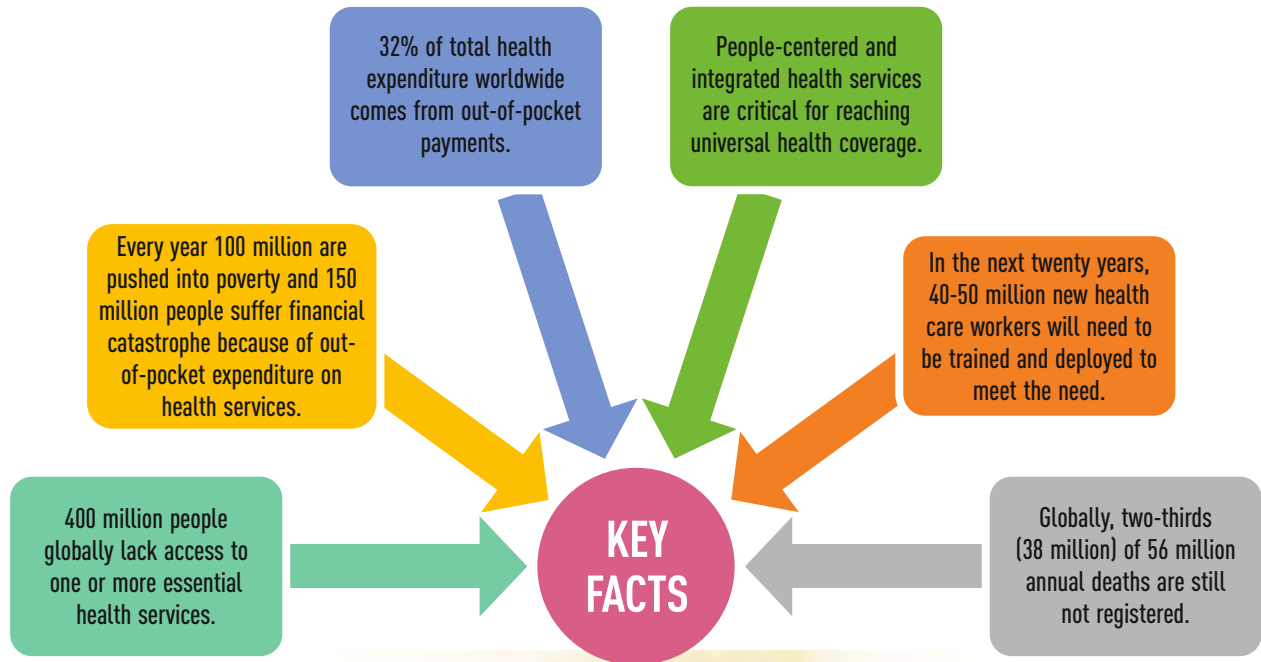 32% of total health
expenditure worldwide
comes from out-of-pocket
payments.
People-centered and
integrated health services
are critical for reaching
universal health coverage.
Every year 100 million are
pushed into poverty and 150
million people suffer financial
catastrophe because of out-
of-pocket expenditure on
health services.
In the next twenty years,
40-50 million new health
care workers will need to
be trained and deployed to
meet the need.
400 million people
globally lack access to
one or more essential
health services.
KEY
FACTS
Globally, two-thirds
(38 million) of 56 million
annual deaths are still
not registered.